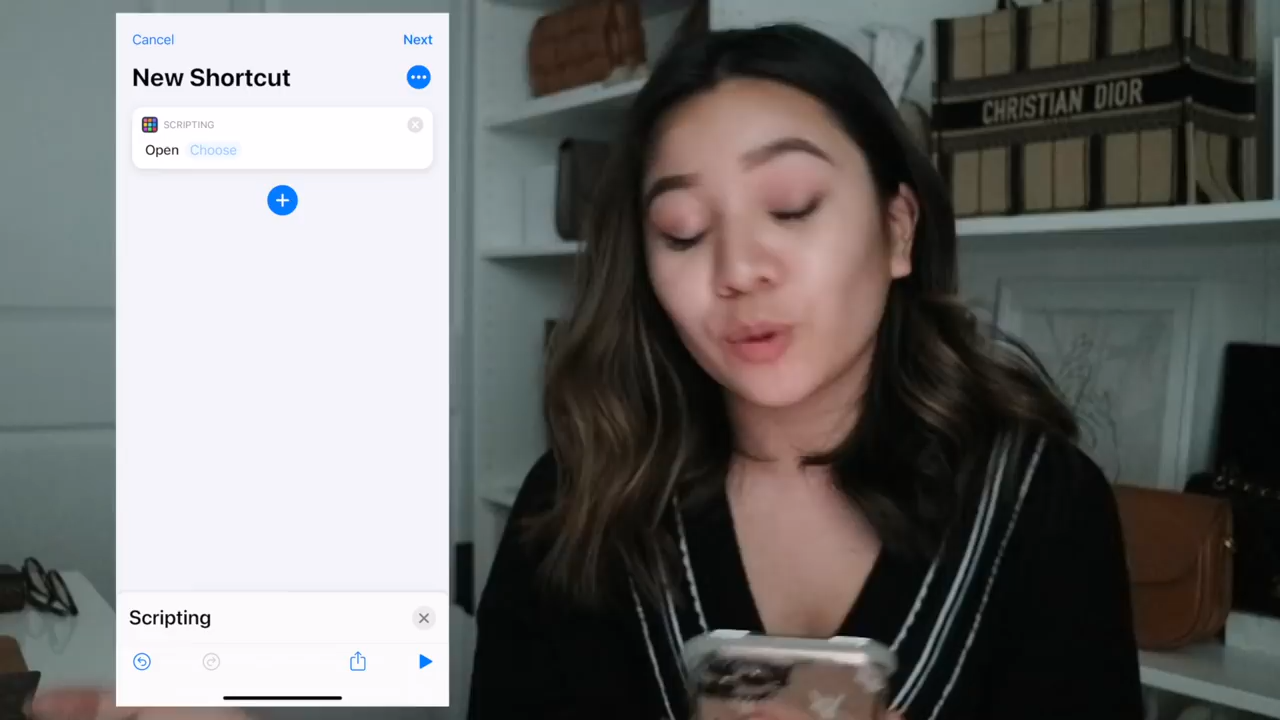 Cancel
Next
New Shortcut
SCRIPTING
Open Choose
Scripting
CHRISTIAN DIOR